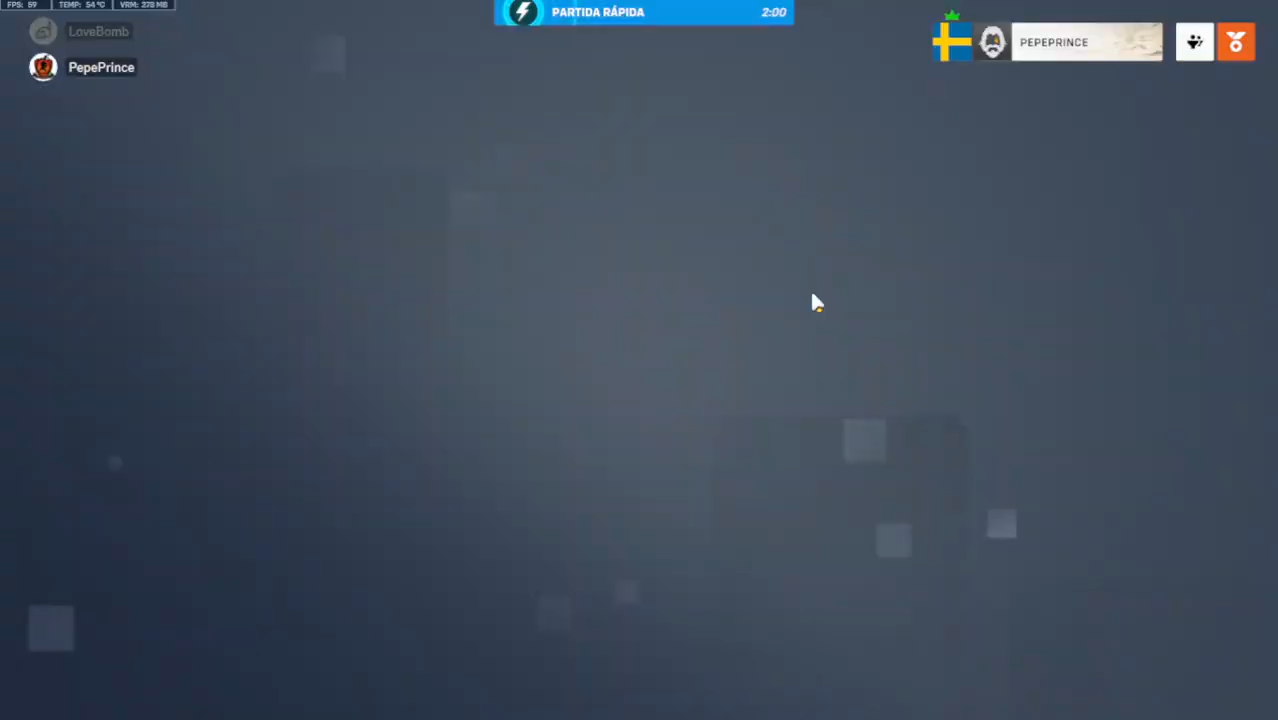 FPS: 59 TEMP: 54 °C VRM: 278 MB
PARTIDA RÁPIDA 2:00
LoveBomb
PepePrince
PEPEPRINCE